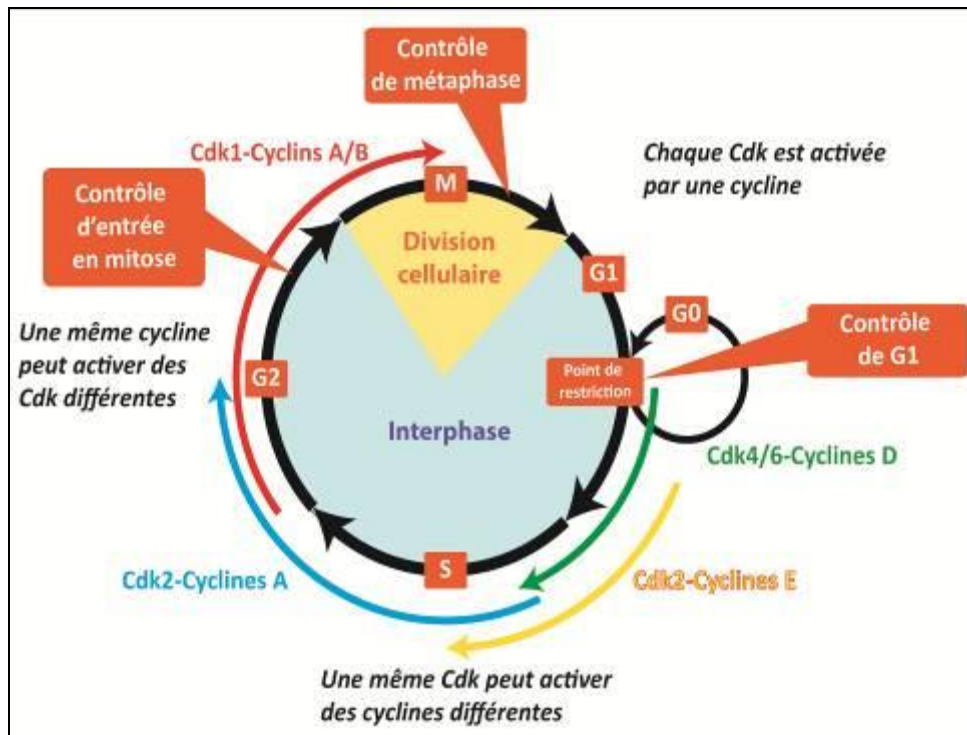 Contrôle
de métaphase
Cdk1-Cyclins A/B
Chaque Cdk est activée
par une cycline
M
Contrôle
d'entrée
en mitose
Division
cellulaire
G1
G0
Contrôle
de G1
Une même cycline
peut activer des
Cdk différentes
G2
Point de
restriction
Interphase
Cdk4/6-Cyclines D
S
Cdk2-Cyclines A
Cdk2-Cyclines E
Une même Cdk peut activer
des cyclines différentes